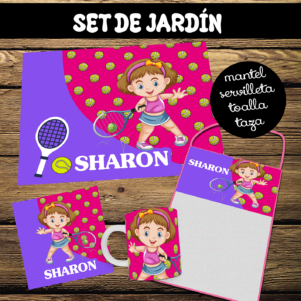 SET DE JARDÍN
mantel
servilleta
toalla
taza
SHARON
SHARON
SHARON